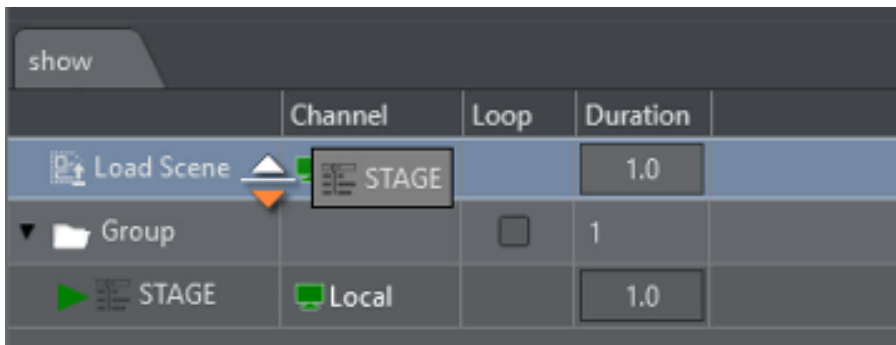 show
Channel Loop Duration
Load Scene STAGE 1.0
Group 1
STAGE Local 1.0